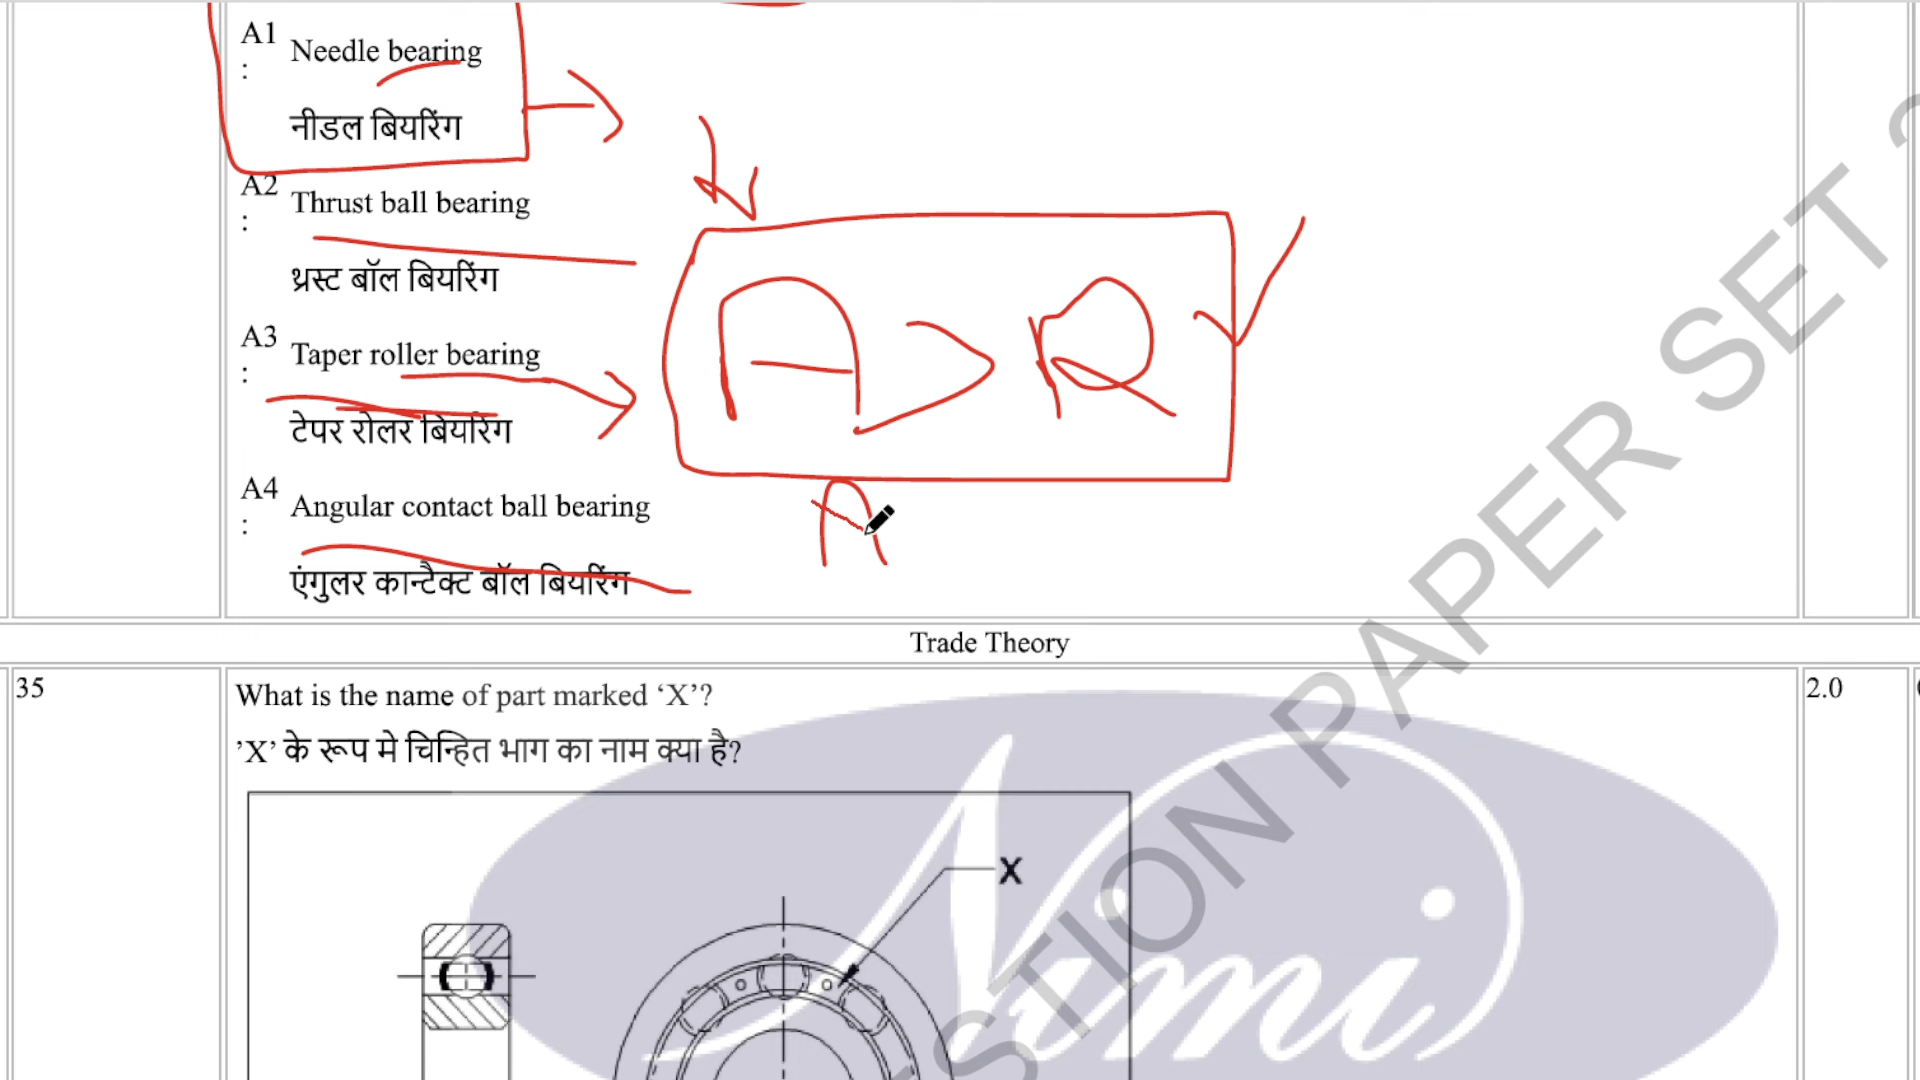 A1
:
Needle bearing
नीडल बियरिंग
A2
:
Thrust ball bearing
थ्रस्ट बॉल बियरिंग
A3
:
Taper roller bearing
टेपर रोलर बियरिंग
A4
:
Angular contact ball bearing
एंगुलर कान्टैक्ट बॉल बियरिंग
A > R
A
Trade Theory
35
What is the name of part marked ‘X’?
2.0
’X’ के रूप मे चिन्हित भाग का नाम क्या है?
X
Nimi
STION PAPER SET